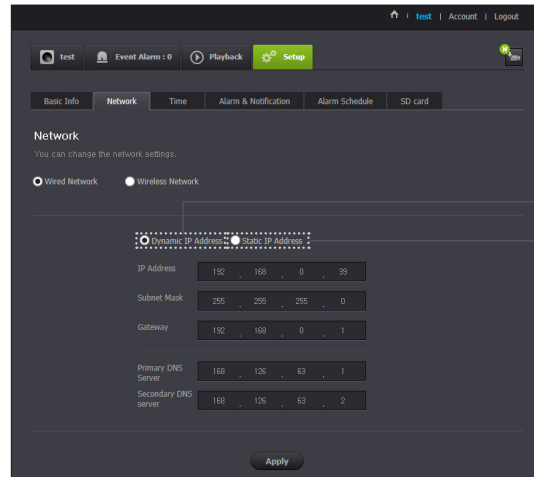 test | Account | Logout
test Event Alarm : 0 Playback Setup N
Basic Info Network Time Alarm & Notification Alarm Schedule SD card
Network
You can change the network settings.
Wired Network Wireless Network
Dynamic IP Address Static IP Address
IP Address 192 . 168 . 0 . 39
Subnet Mask 255 . 255 . 255 . 0
Gateway 192 . 168 . 0 . 1
Primary DNS
Server 168 . 126 . 63 . 1
Secondary DNS
server 168 . 126 . 63 . 2
Apply